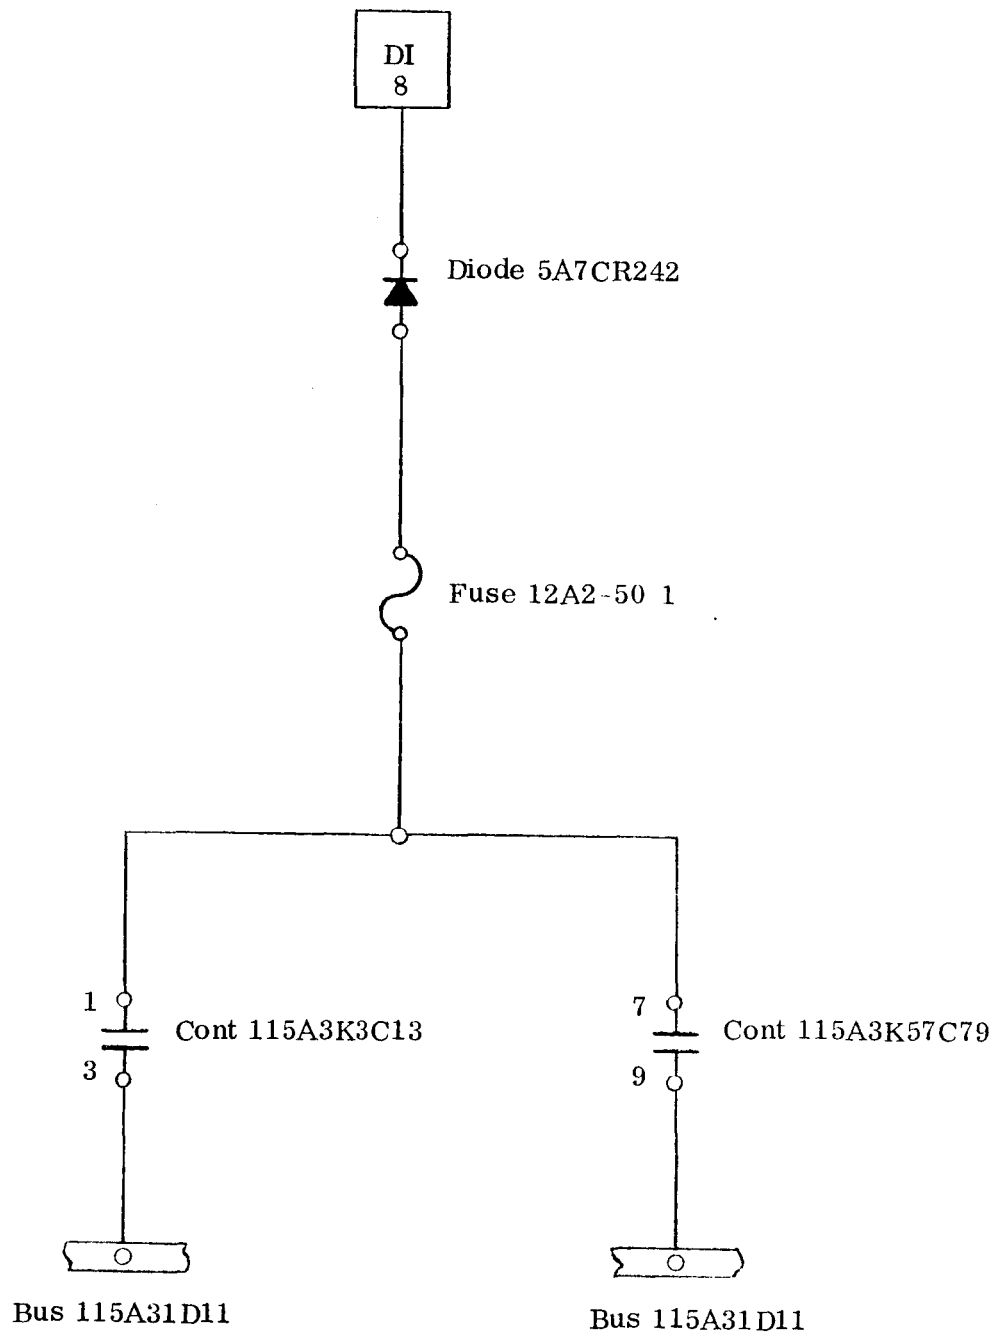 DI
8
Diode 5A7CR242
Fuse 12A2-50 1
1
Cont 115A3K3C13
3
7
Cont 115A3K57C79
9
Bus 115A31D11
Bus 115A31D11